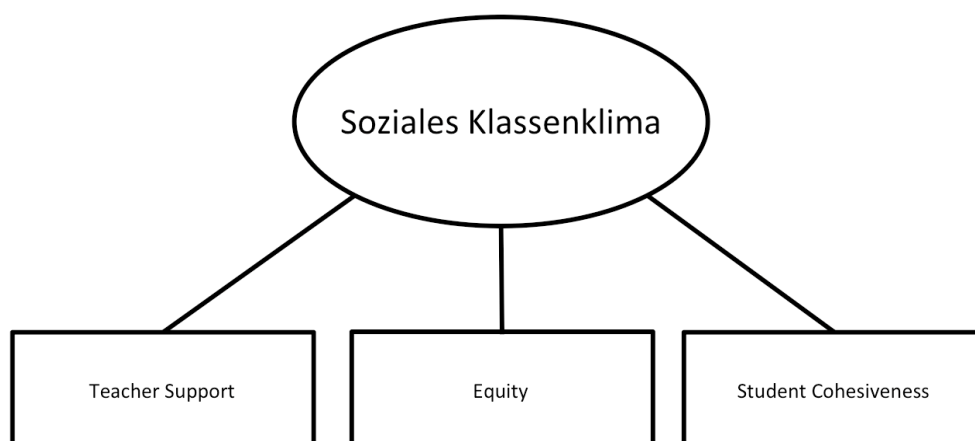 Soziales Klassenklima
Teacher Support
Equity
Student Cohesiveness